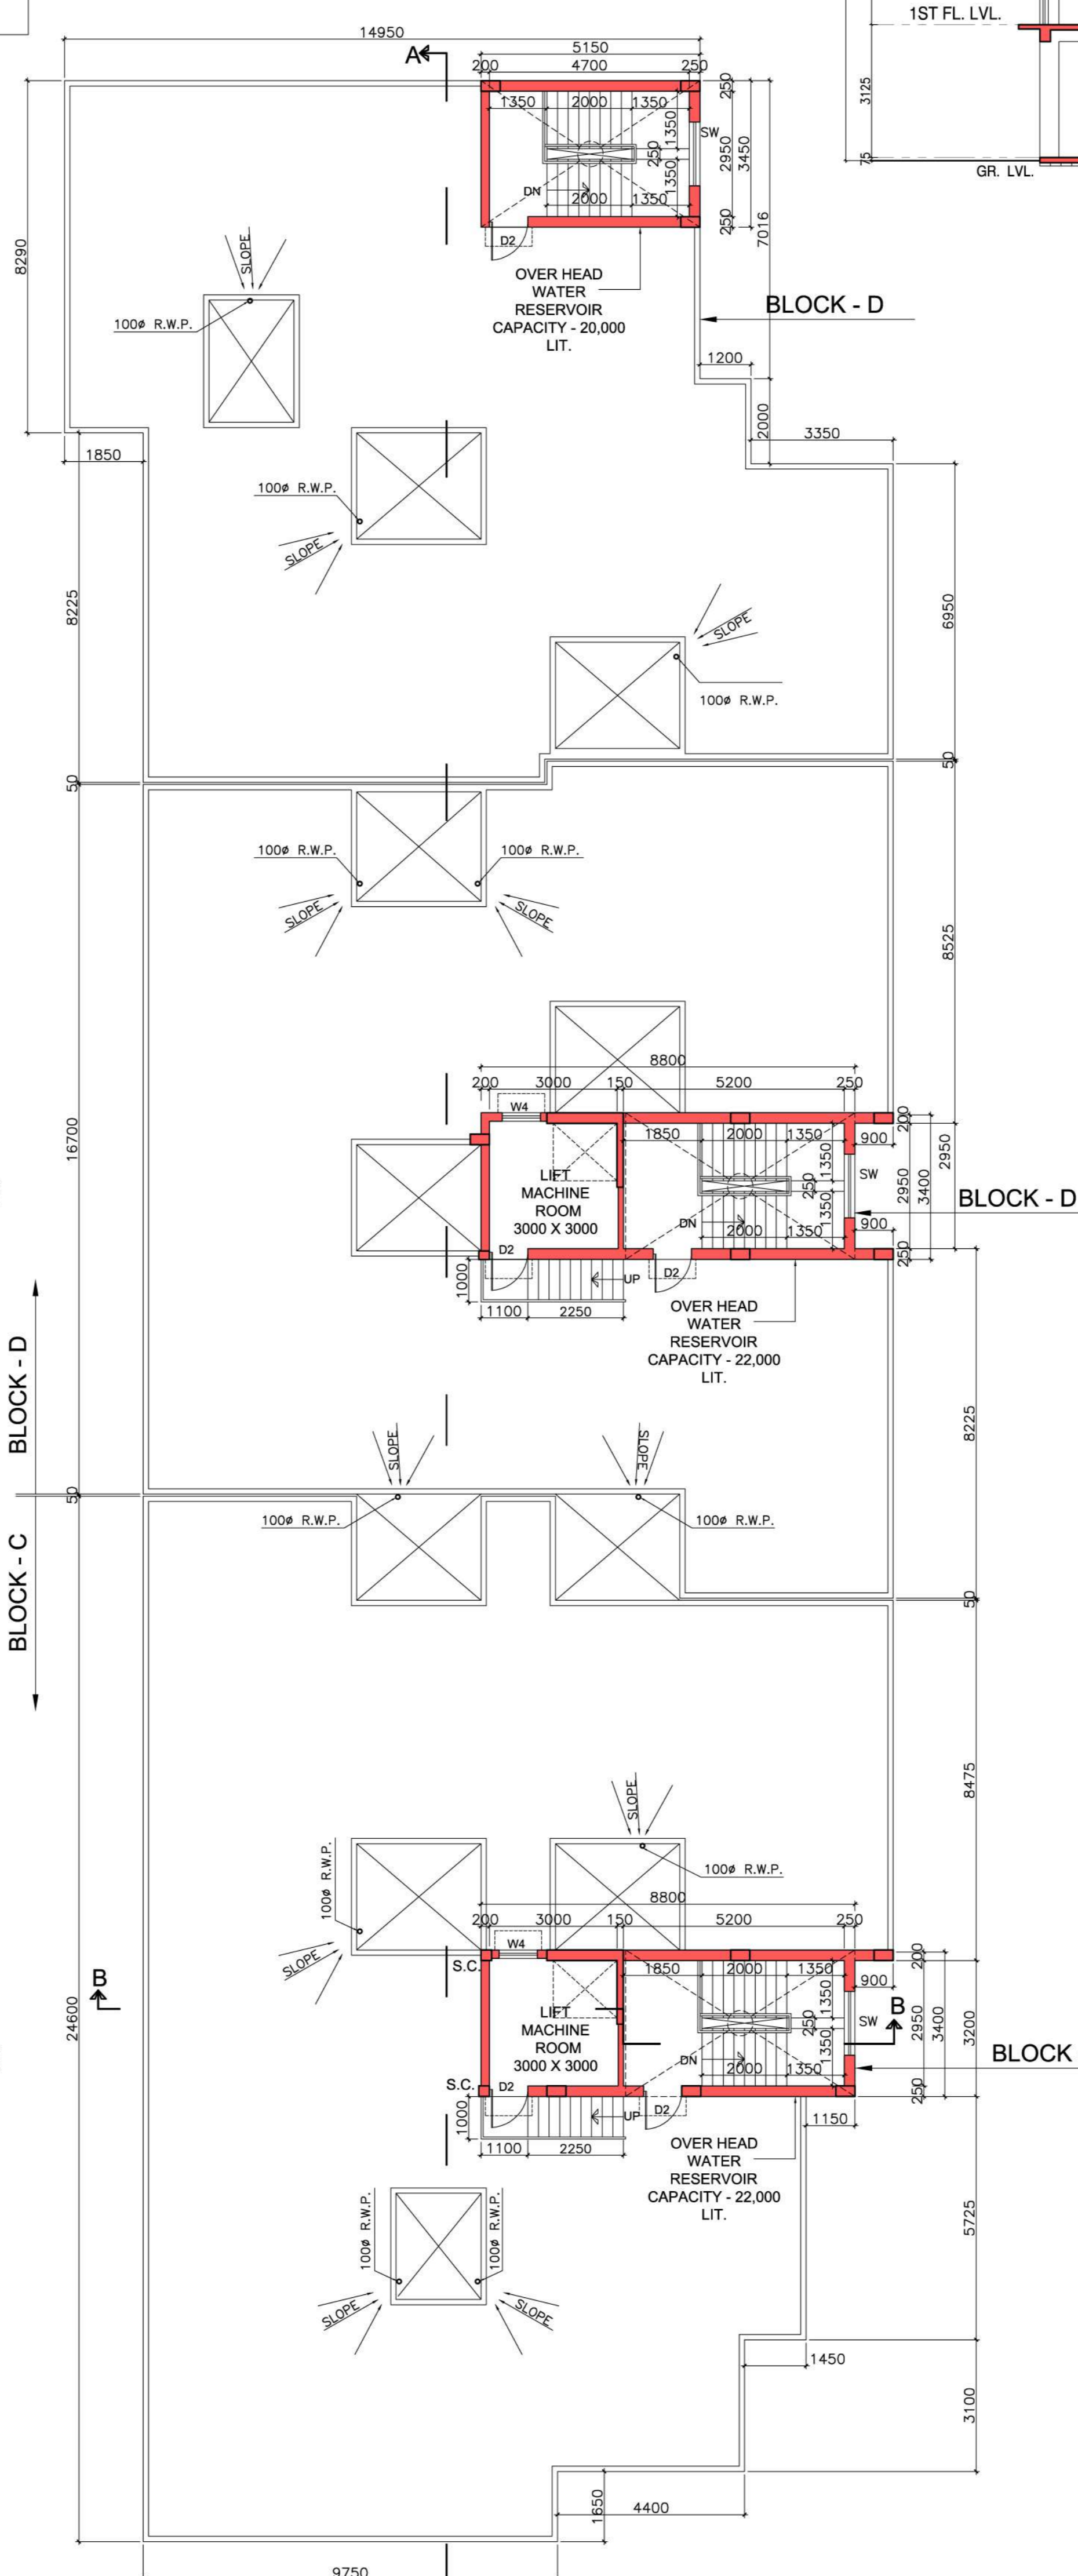 1ST FL. LVL.
3125
75
GR. LVL.
14950
A
5150
200
4700
250
1350
2000
1350
250
1350
SW
250
2950
3450
1350
DN
2000
1350
250
7016
D2
8290
SLOPE
100ø R.W.P.
OVER HEAD
WATER
RESERVOIR
CAPACITY - 20,000
LIT.
BLOCK - D
1200
2000
3350
1850
100ø R.W.P.
SLOPE
8225
6950
SLOPE
100ø R.W.P.
50
50
100ø R.W.P.
100ø R.W.P.
SLOPE
SLOPE
8525
8800
200
3000
150
5200
250
W4
1850
2000
1350
900
200
1350
250
SW
2950
3400
2950
16700
LIFT
MACHINE
ROOM
3000 X 3000
DN
1350
2000
1350
900
BLOCK - D
D2
250
1000
UP
D2
1100
2250
OVER HEAD
WATER
RESERVOIR
CAPACITY - 22,000
LIT.
BLOCK - D
8225
SLOPE
SLOPE
50
100ø R.W.P.
100ø R.W.P.
BLOCK - C
50
8475
SLOPE
100ø R.W.P.
100ø R.W.P.
SLOPE
8800
200
3000
150
5200
250
W4
S.C.
1850
2000
1350
900
200
B
1350
250
SW
B
2950
3400
3200
24600
LIFT
MACHINE
ROOM
3000 X 3000
DN
1350
2000
1350
BLOCK
S.C.
D2
250
1000
UP
D2
1150
1100
2250
OVER HEAD
WATER
RESERVOIR
CAPACITY - 22,000
LIT.
100ø R.W.P.
100ø R.W.P.
5725
SLOPE
SLOPE
1450
3100
1650
4400
9750